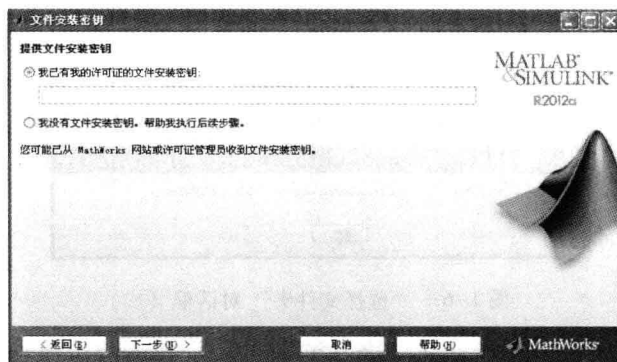 文件安装密钥
提供文件安装密钥
我已有我的许可证的文件安装密钥:
我没有文件安装密钥。帮助我执行后续步骤。
您可能已从 MathWorks 网站或许可证管理员收到文件安装密钥。
MATLAB®
&SIMULINK®
R2012a
< 返回(B)
下一步(N) >
取消
帮助(H)
MathWorks®